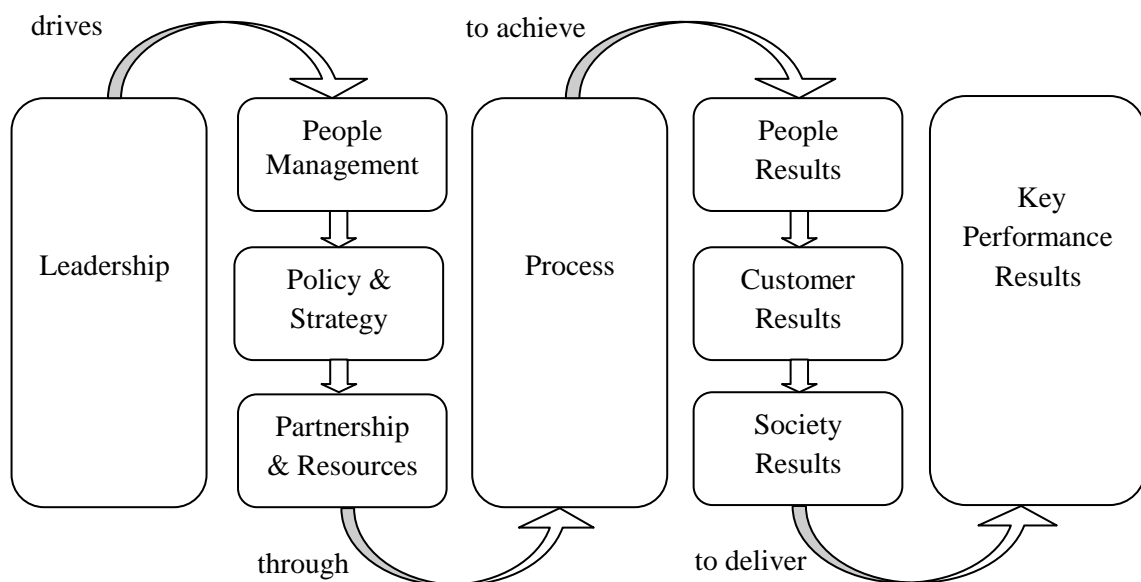 drives
to achieve
Leadership
People
Management
Policy &
Strategy
Partnership
& Resources
through
Process
People
Results
Customer
Results
Society
Results
to deliver
Key
Performance
Results